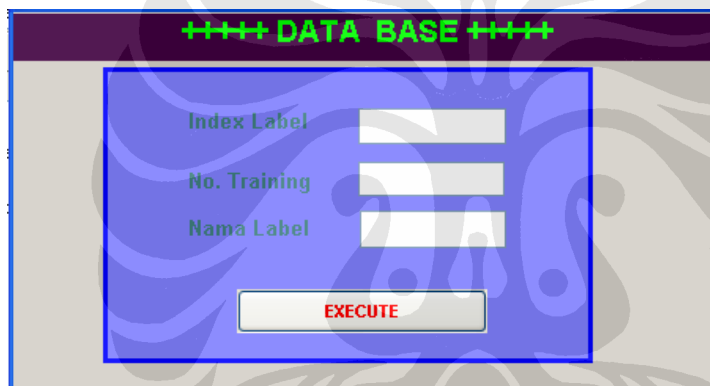 +++++ DATA BASE +++++
Index Label
No. Training
Nama Label
EXECUTE